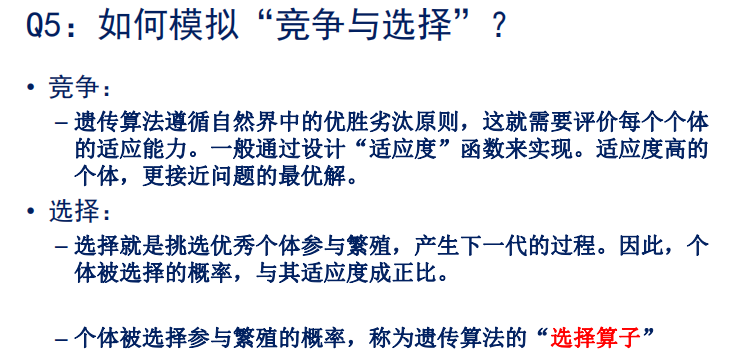 Q5：如何模拟“竞争与选择”？
• 竞争：
– 遗传算法遵循自然界中的优胜劣汰原则，这就需要评价每个个体
的适应能力。一般通过设计“适应度”函数来实现。适应度高的
个体，更接近问题的最优解。
• 选择：
– 选择就是挑选优秀个体参与繁殖，产生下一代的过程。因此，个
体被选择的概率，与其适应度成正比。
– 个体被选择参与繁殖的概率，称为遗传算法的“选择算子”